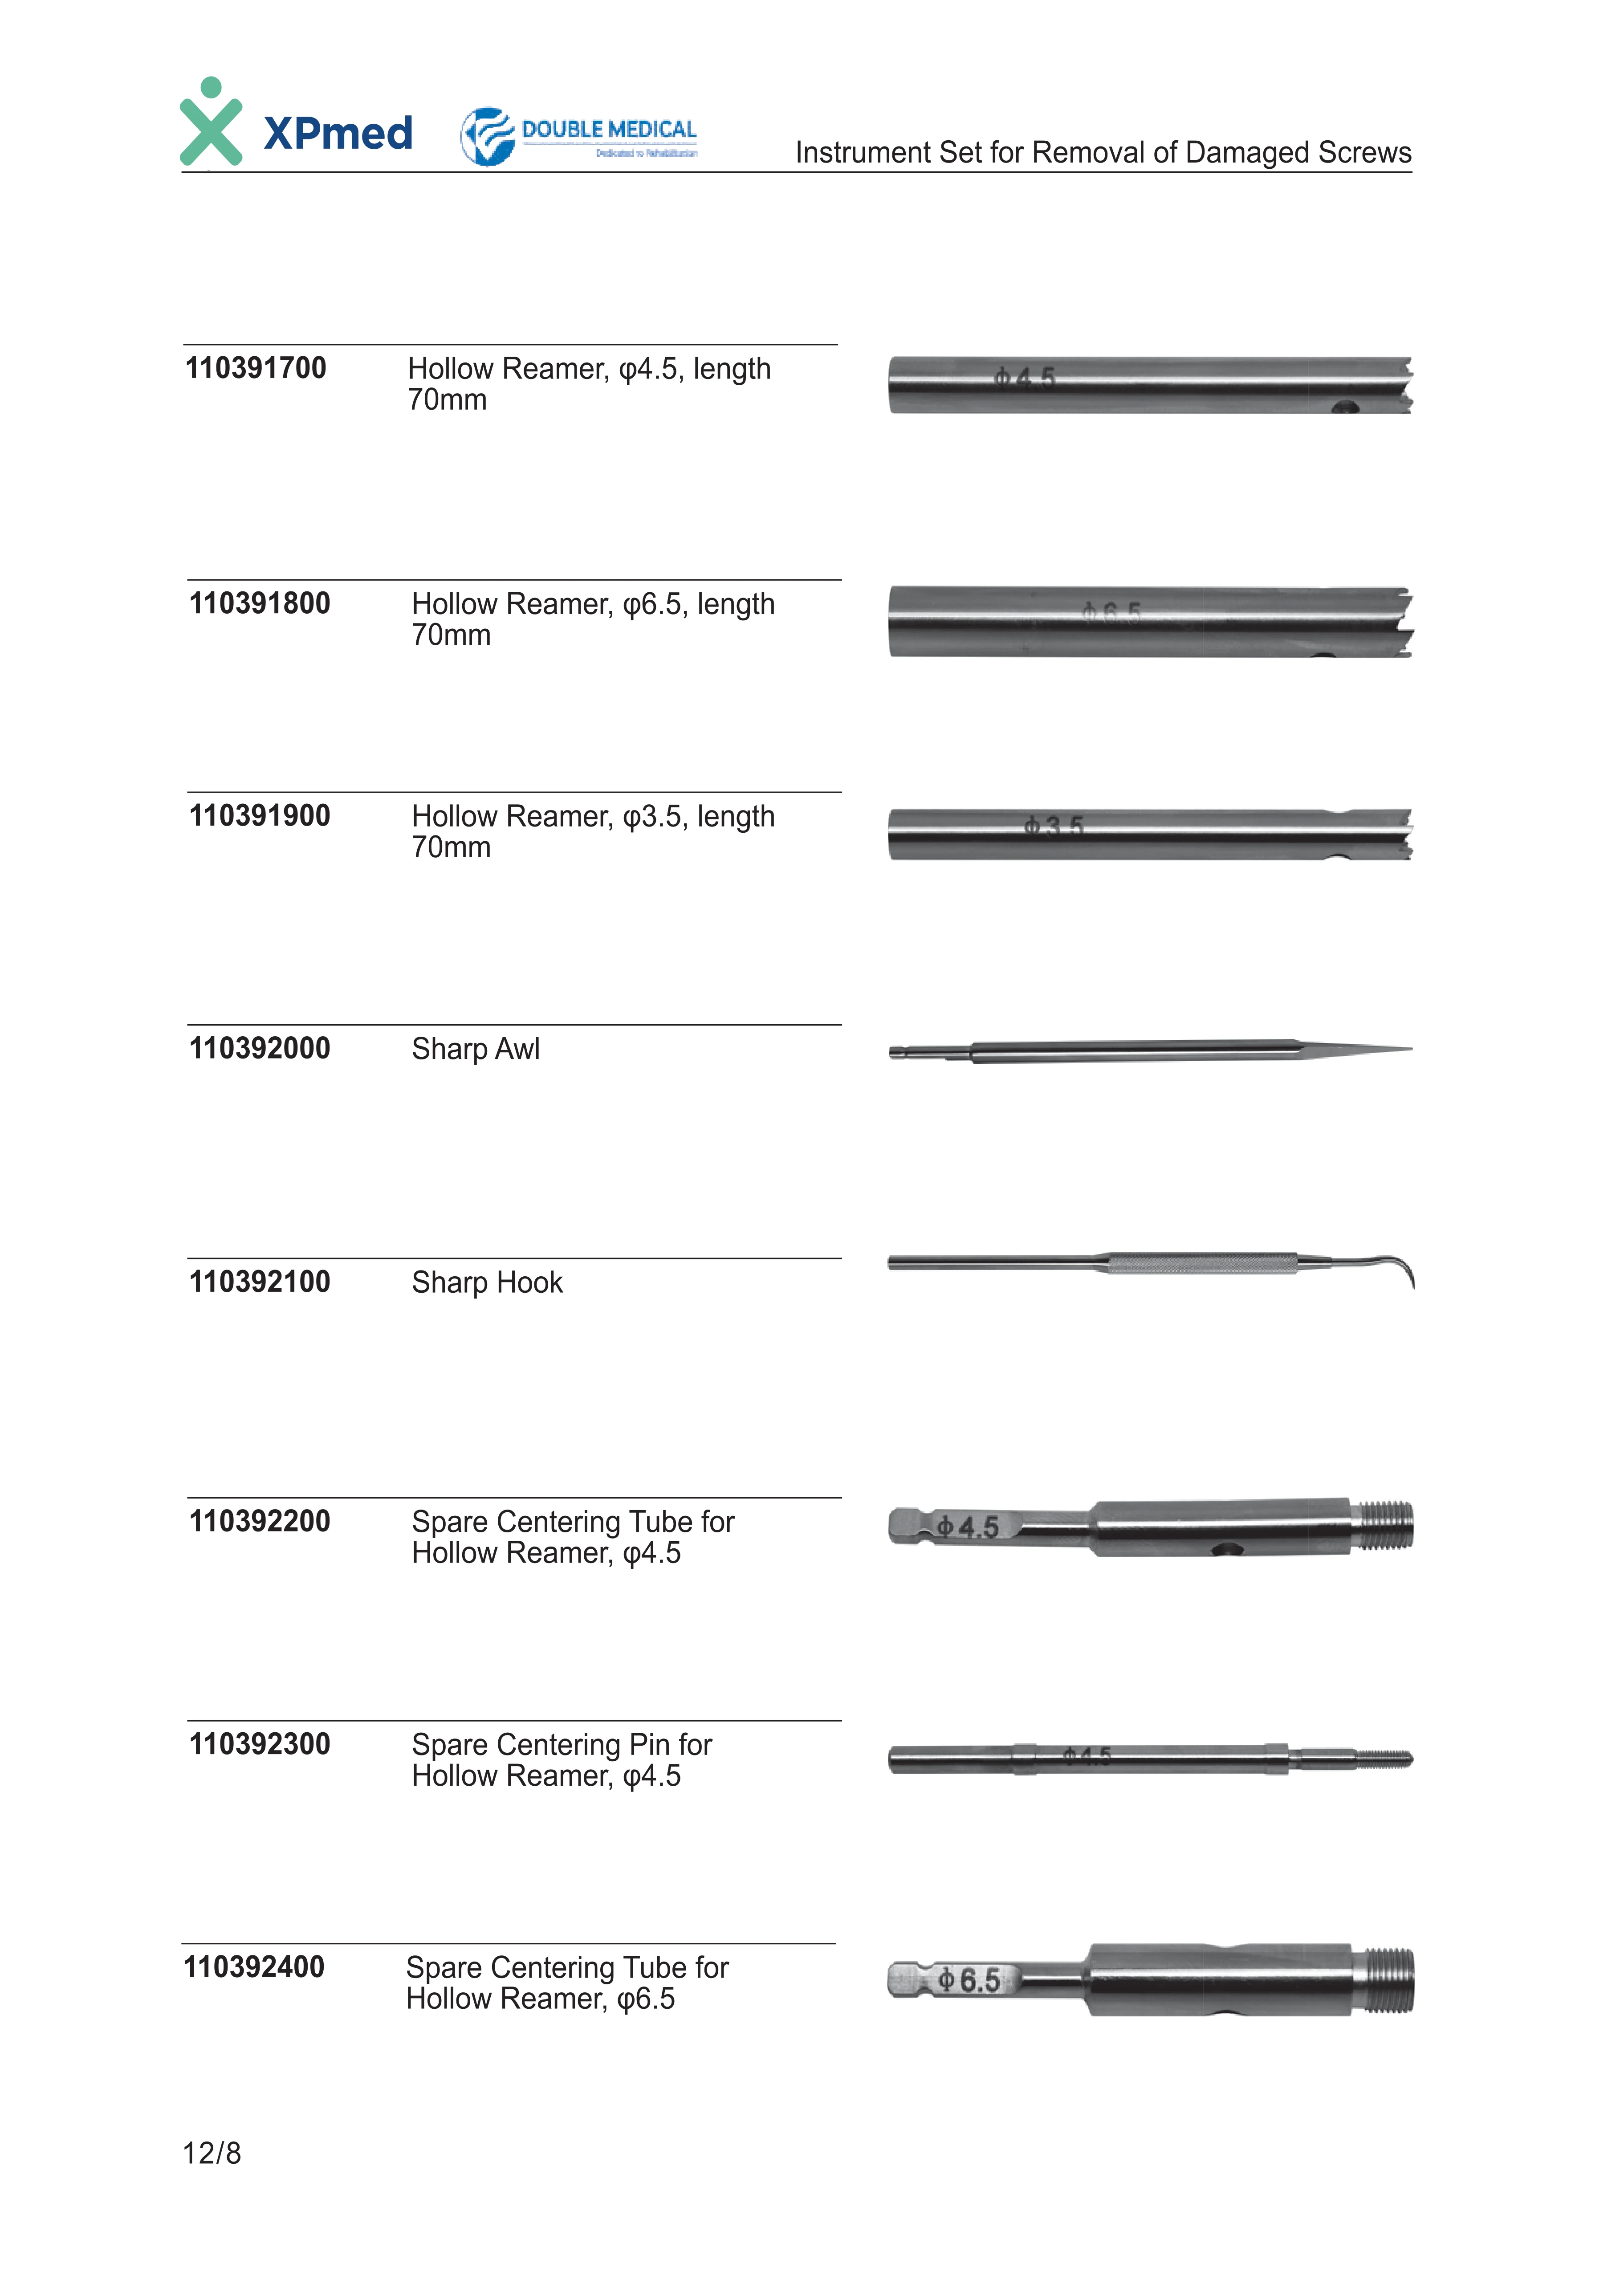 XPmed
DOUBLE MEDICAL
Dedicated to Rehabilitation
Instrument Set for Removal of Damaged Screws
110391700 Hollow Reamer, φ4.5, length
70mm
ϕ4.5
110391800 Hollow Reamer, φ6.5, length
70mm
ϕ6.5
110391900 Hollow Reamer, φ3.5, length
70mm
ϕ3.5
110392000 Sharp Awl
110392100 Sharp Hook
110392200 Spare Centering Tube for
Hollow Reamer, φ4.5
ϕ4.5
110392300 Spare Centering Pin for
Hollow Reamer, φ4.5
ϕ4.5
110392400 Spare Centering Tube for
Hollow Reamer, φ6.5
ϕ6.5
12/8